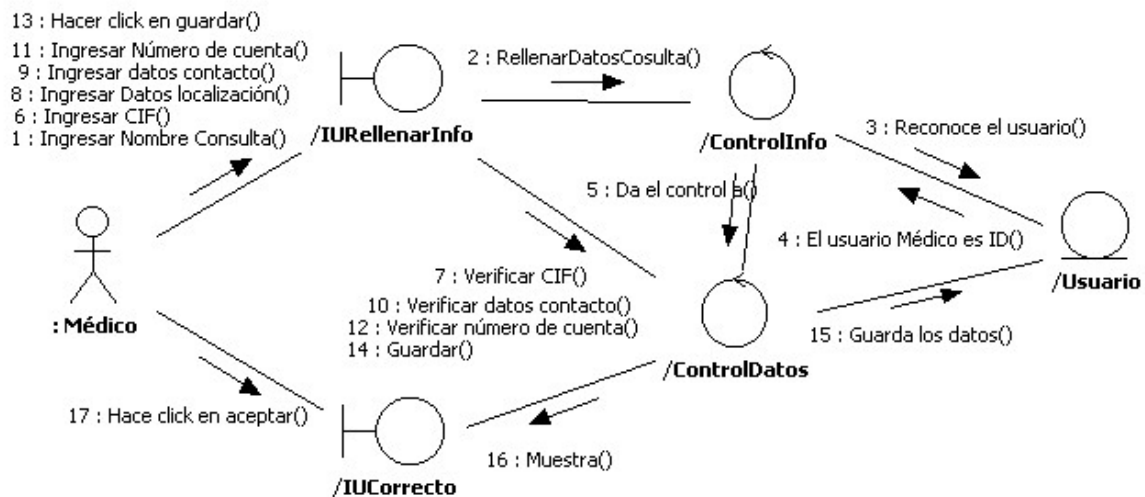 13 : Hacer click en guardar()
11 : Ingresar Número de cuenta()
9 : Ingresar datos contacto()
8 : Ingresar Datos localización()
6 : Ingresar CIF()
1 : Ingresar Nombre Consulta()
/IURellenarInfo
2 : RellenarDatosCosulta()
/ControlInfo
3 : Reconoce el usuario()
5 : Da el control a()
4 : El usuario Médico es ID()
/Usuario
: Médico
7 : Verificar CIF()
10 : Verificar datos contacto()
12 : Verificar número de cuenta()
14 : Guardar()
/ControlDatos
15 : Guarda los datos()
17 : Hace click en aceptar()
16 : Muestra()
/IUCorrecto